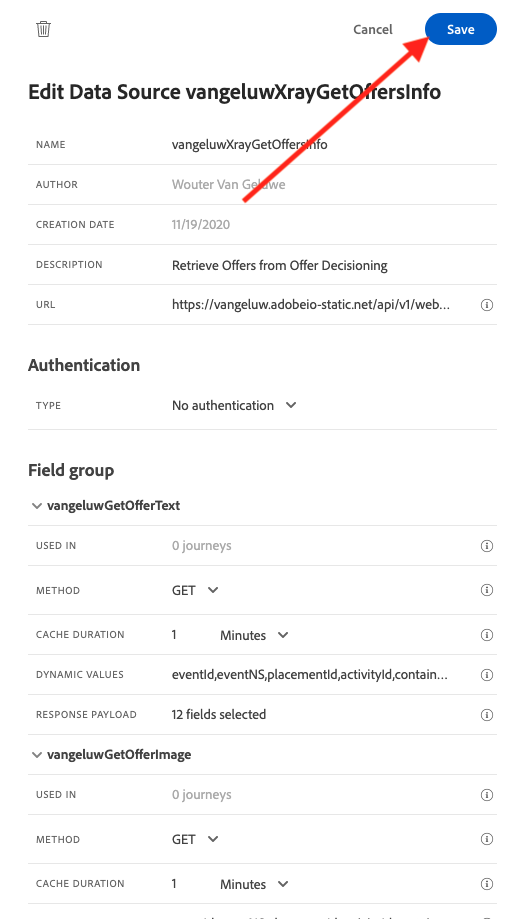 Cancel Save
Edit Data Source vangeluwXrayGetOffersInfo
NAME vangeluwXrayGetOffersInfo
AUTHOR Wouter Van Geluwe
CREATION DATE 11/19/2020
DESCRIPTION Retrieve Offers from Offer Decisioning
URL https://vangeluw.adobeio-static.net/api/v1/web...
Authentication
TYPE No authentication
Field group
vangeluwGetOfferText
USED IN 0 journeys
METHOD GET
CACHE DURATION 1 Minutes
DYNAMIC VALUES eventId,eventNS,placementId,activityId,contain...
RESPONSE PAYLOAD 12 fields selected
vangeluwGetOfferImage
USED IN 0 journeys
METHOD GET
CACHE DURATION 1 Minutes